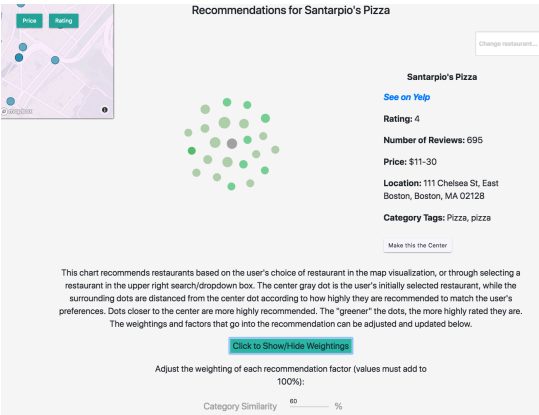 Recommendations for Santarpio's Pizza
Price
Rating
Change restaurant...
mapbox
Santarpio's Pizza
See on Yelp
Rating: 4
Number of Reviews: 695
Price: $11-30
Location: 111 Chelsea St, East
Boston, Boston, MA 02128
Category Tags: Pizza, pizza
Make this the Center
This chart recommends restaurants based on the user's choice of restaurant in the map visualization, or through selecting a
restaurant in the upper right search/dropdown box. The center gray dot is the user's initially selected restaurant, while the
surrounding dots are distanced from the center dot according to how highly they are recommended to match the user's
preferences. Dots closer to the center are more highly recommended. The "greener" the dots, the more highly rated they are.
The weightings and factors that go into the recommendation can be adjusted and updated below.
Click to Show/Hide Weightings
Adjust the weighting of each recommendation factor (values must add to
100%):
Category Similarity 60 %